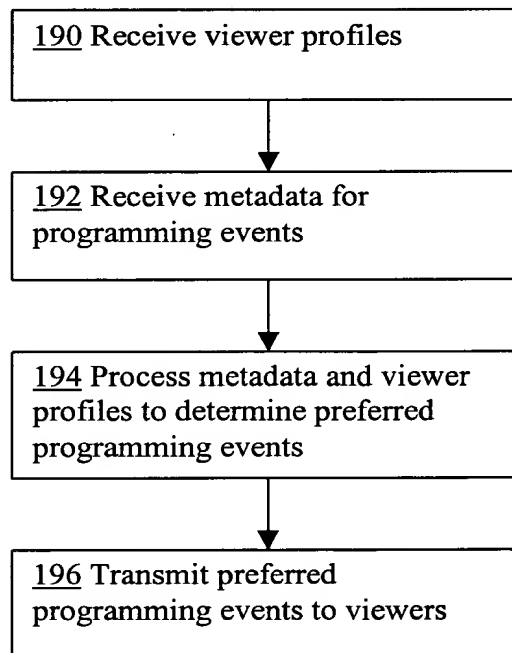 190 Receive viewer profiles
192 Receive metadata for
programming events
194 Process metadata and viewer
profiles to determine preferred
programming events
196 Transmit preferred
programming events to viewers